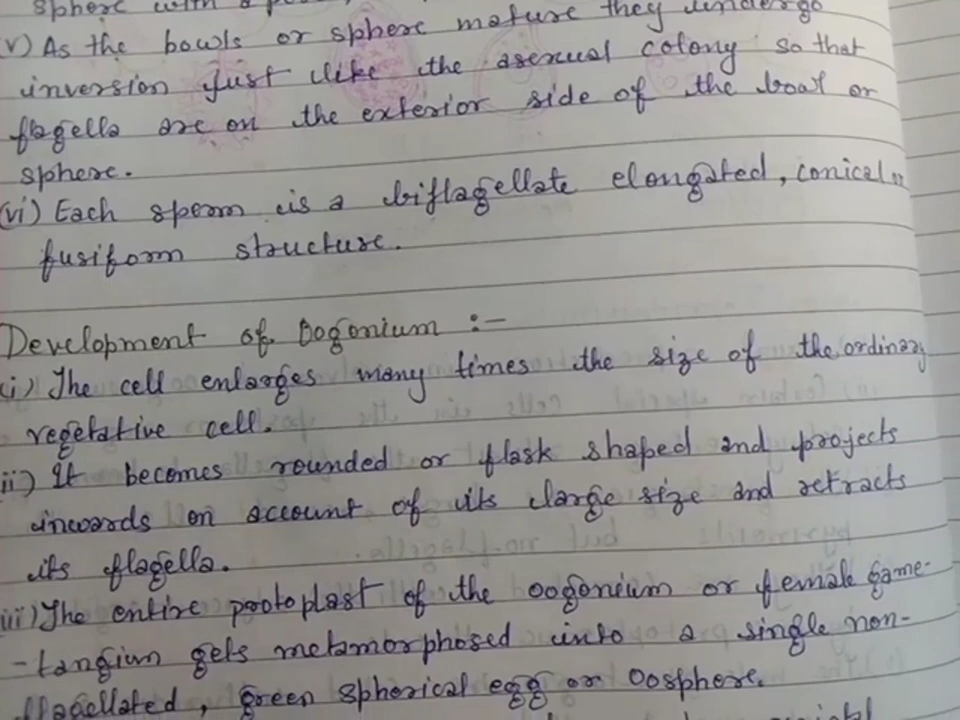 sphere with a
v) As the bowls or sphere mature they undergo
inversion just like the asexual colony so that
flagella are on the exterior side of the bowl or
sphere.
(vi) Each sperm is a biflagellate elongated, conical or
fusiform structure.
Development of Oogonium :-
(i) The cell enlarges many times the size of the ordinary
vegetative cell.
ii) It becomes rounded or flask shaped and projects
inwards on account of its large size and retracts
its flagella.
iii) The entire protoplast of the oogonium or female game-
-tangium gets metamorphosed into a single non-
flagellated, green spherical egg or oosphere.